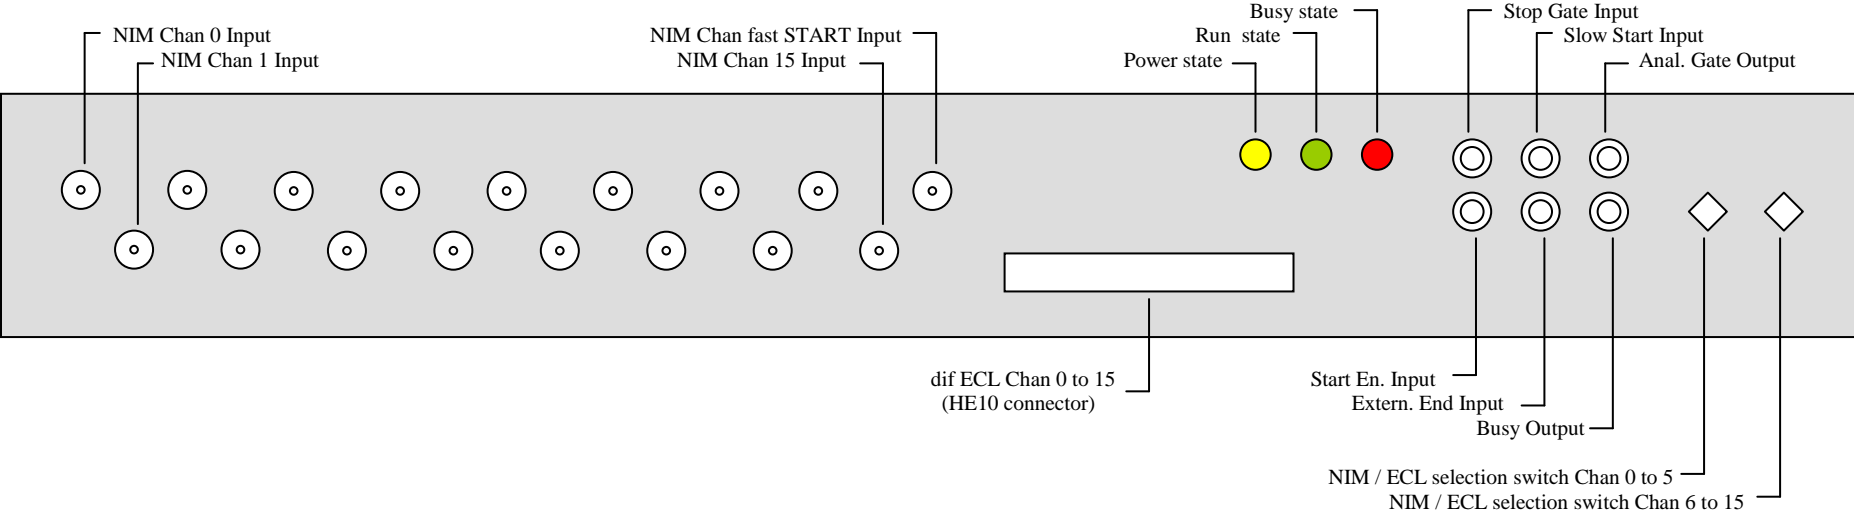 Busy state
Stop Gate Input
NIM Chan 0 Input
NIM Chan fast START Input
Run state
Slow Start Input
NIM Chan 1 Input
NIM Chan 15 Input
Power state
Anal. Gate Output
dif ECL Chan 0 to 15
(HE10 connector)
Start En. Input
Extern. End Input
Busy Output
NIM / ECL selection switch Chan 0 to 5
NIM / ECL selection switch Chan 6 to 15